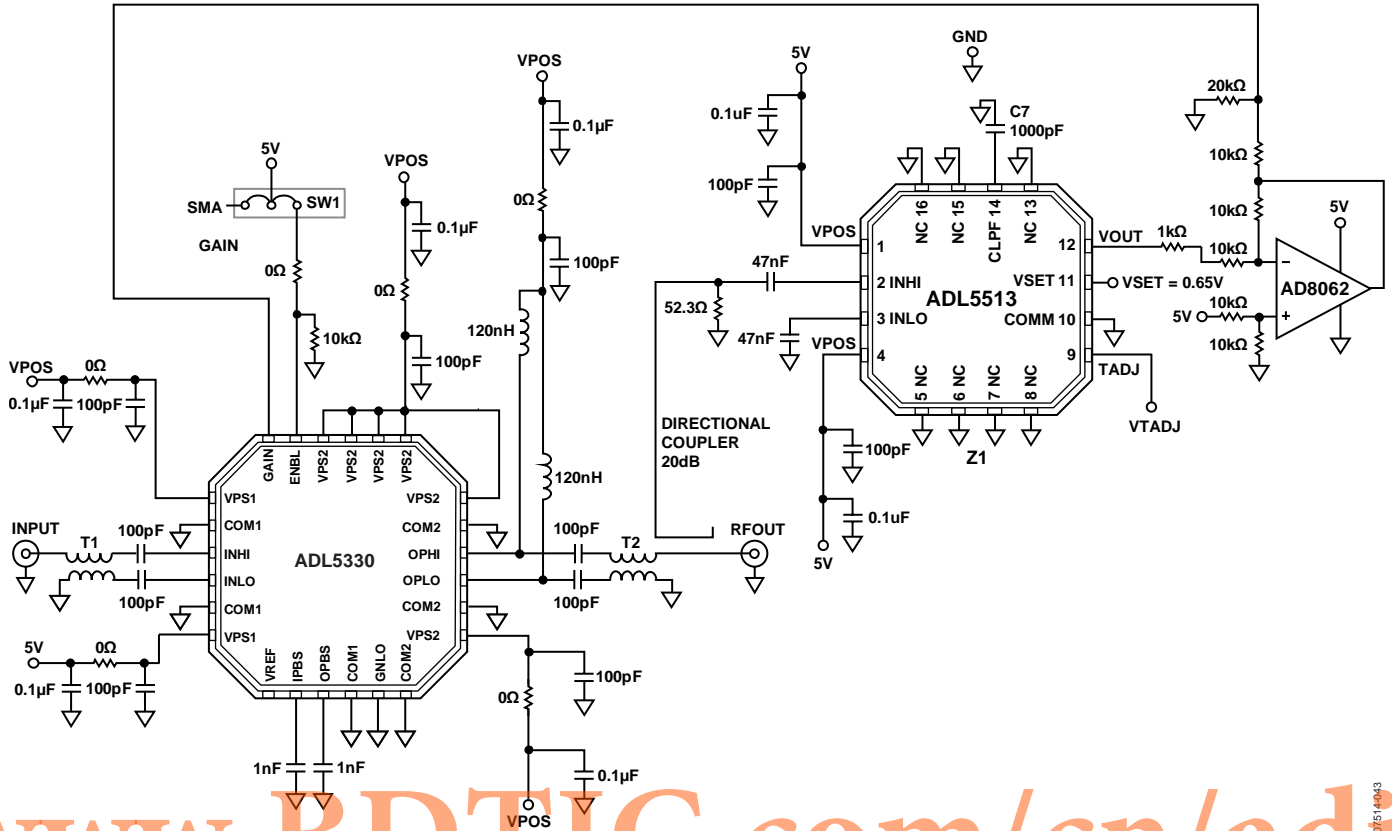 VPOS
5V
GND
0.1µF
0.1uF
C7
1000pF
20kΩ
5V
VPOS
0Ω
100pF
10kΩ
SMA
SW1
GAIN
0.1µF
NC 16
NC 15
CLPF 14
NC 13
10kΩ
5V
0Ω
0Ω
100pF
47nF
VPOS
1
12
VOUT
1kΩ
10kΩ
–
AD8062
120nH
52.3Ω
2 INHI
ADL5513
VSET 11
VSET = 0.65V
10kΩ
5V
+
10kΩ
10kΩ
47nF
3 INLO
COMM 10
VPOS
4
9
TADJ
VPOS
0Ω
100pF
0.1µF
100pF
5 NC
6 NC
7 NC
8 NC
VTADJ
DIRECTIONAL
COUPLER
20dB
100pF
Z1
GAIN
ENBL
VPS2
VPS2
VPS2
VPS2
120nH
VPS1
VPS2
0.1uF
INPUT
100pF
COM1
COM2
100pF
RFOUT
T1
INHI
ADL5330
OPHI
T2
5V
INLO
OPLO
100pF
COM1
COM2
100pF
5V
0Ω
VPS1
VPS2
VREF
IPBS
OPBS
COM1
GNLO
COM2
0.1µF
100pF
0Ω
100pF
1nF
1nF
0.1µF
VPOS
07514-043
www.BDTIC.com/cn/adi